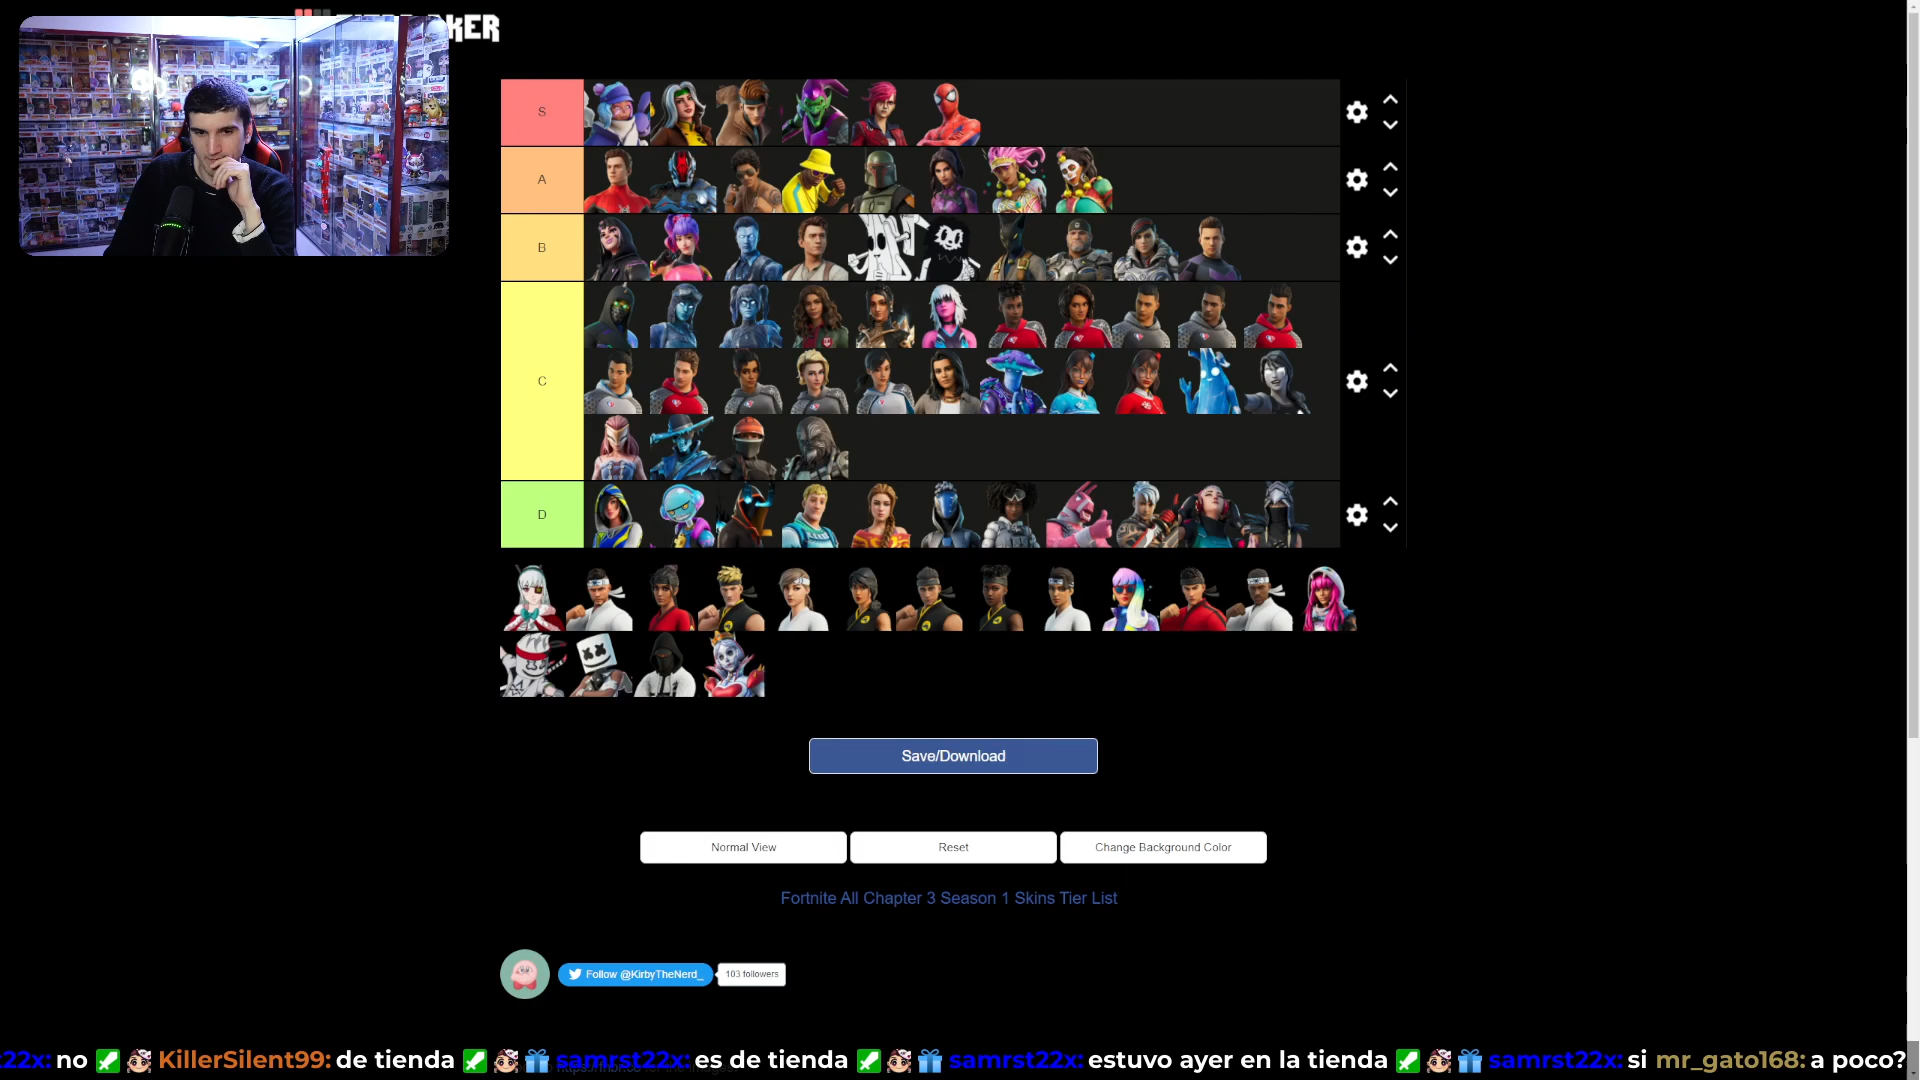 KER
S
A
B
C
D
Save/Download
Normal View
Reset
Change Background Color
Fortnite All Chapter 3 Season 1 Skins Tier List
Follow @KirbyTheNerd_
103 followers
22x: no KillerSilent99: de tienda samrst22x: es de tienda samrst22x: estuvo ayer en la tienda samrst22x: si mr_gato168: a poco?